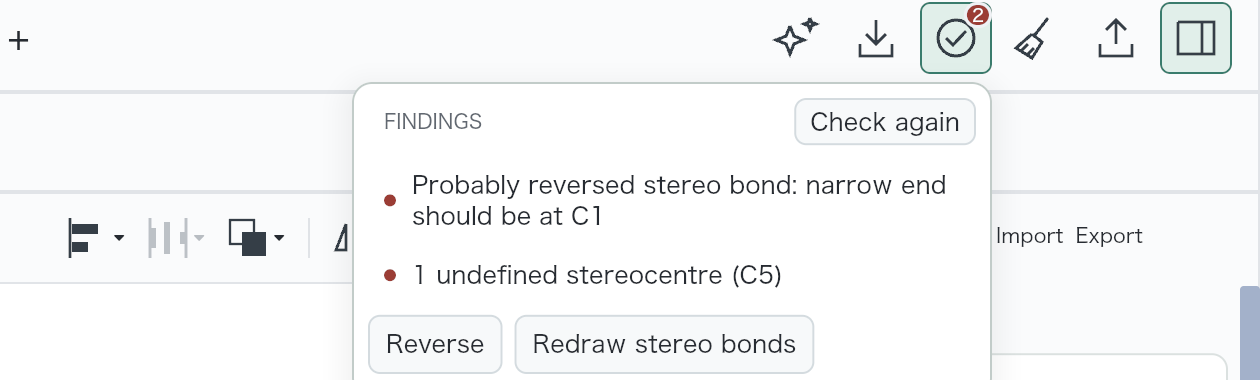 2
FINDINGS
Check again
Probably reversed stereo bond: narrow end
should be at C1
1 undefined stereocentre (C5)
Reverse
Redraw stereo bonds
Import
Export